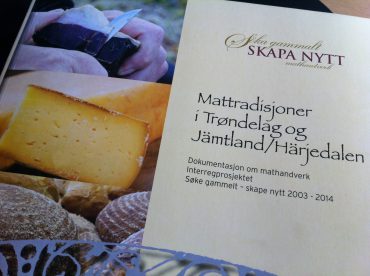 Søke gammalt
SKAPA NYTT
mathandverk
Mattradisjoner
i Trøndelag og
Jämtland/Härjedalen
Dokumentasjon om mathandverk
Interregprosjektet
Søke gammelt - skape nytt 2003 - 2014